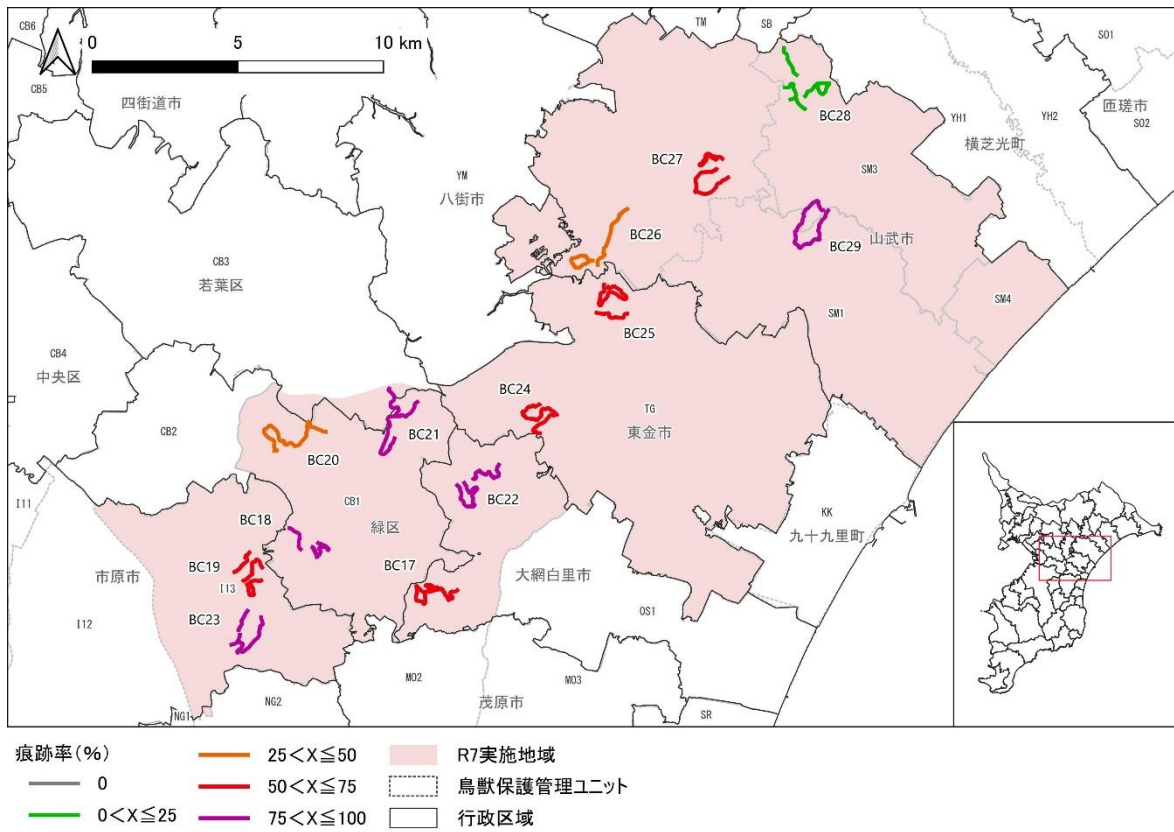 CB6
TM
SB
SO1
0
5
10 km
CB5
四街道市
匝瑳市
YH1
YH2
SO2
BC28
横芝光町
BC27
YM
八街市
SM3
BC26
BC29
山武市
CB3
若葉区
SM4
SM1
BC25
CB4
中央区
BC24
TG
東金市
CB2
BC21
BC20
BC22
CB1
緑区
BC18
I11
KK
九十九里町
BC19
BC17
市原市
大網白里市
I13
OS1
BC23
I12
MO2
MO3
茂原市
NG2
NG1
SR
痕跡率(%)
0
0<X≦25
25<X≦50
50<X≦75
75<X≦100
R7実施地域
鳥獣保護管理ユニット
行政区域